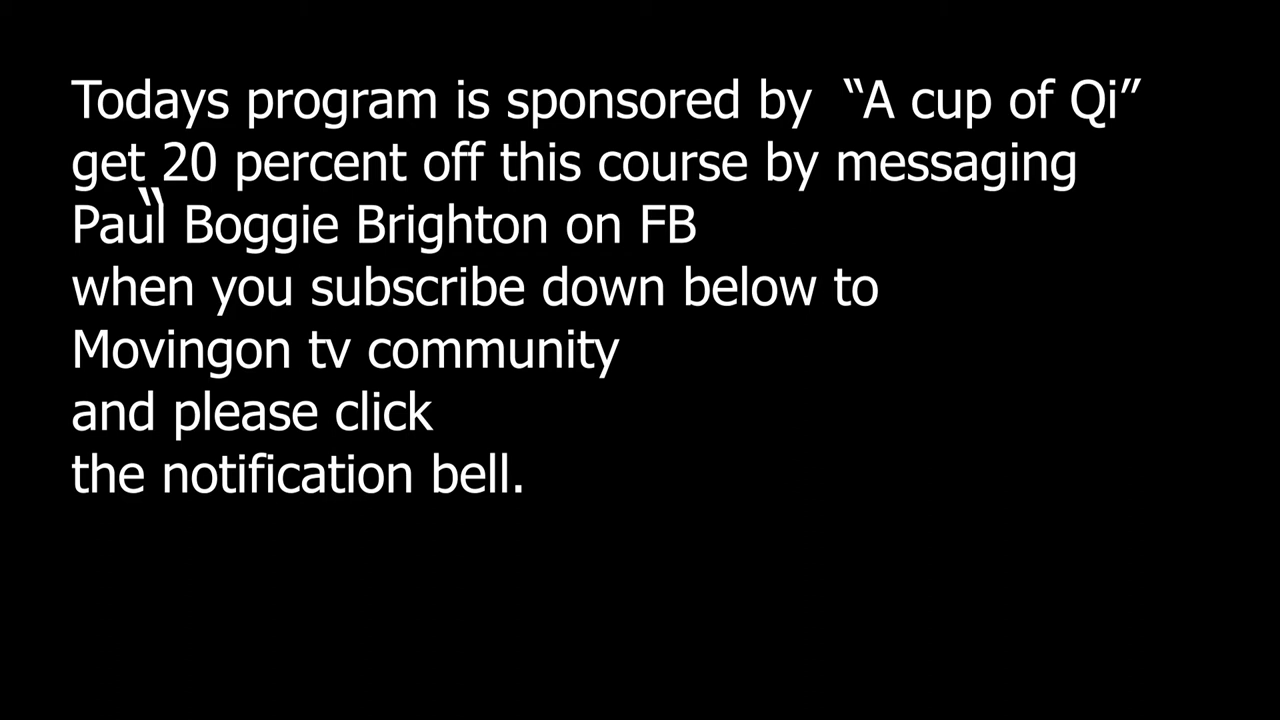 Todays program is sponsored by “A cup of Qi”
get 20 percent off this course by messaging
“
Paul Boggie Brighton on FB
when you subscribe down below to
Movingon tv community
and please click
the notification bell.